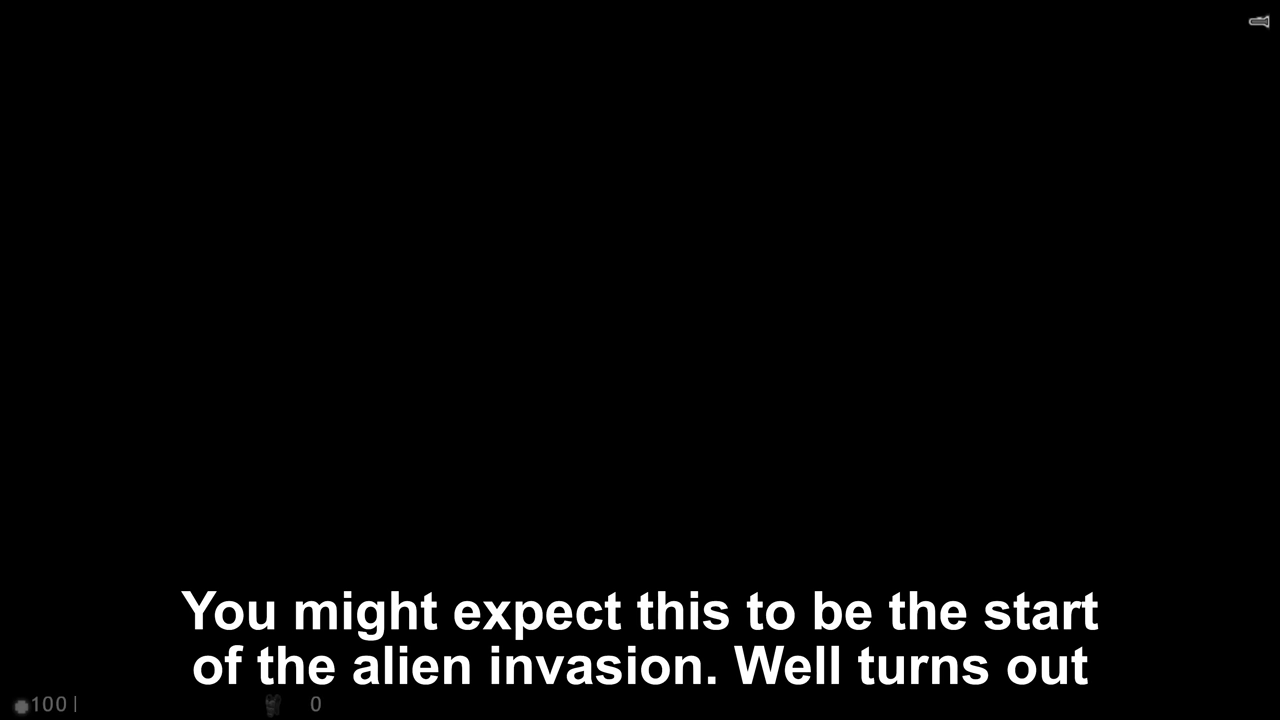 You might expect this to be the start
of the alien invasion. Well turns out
100 | 0